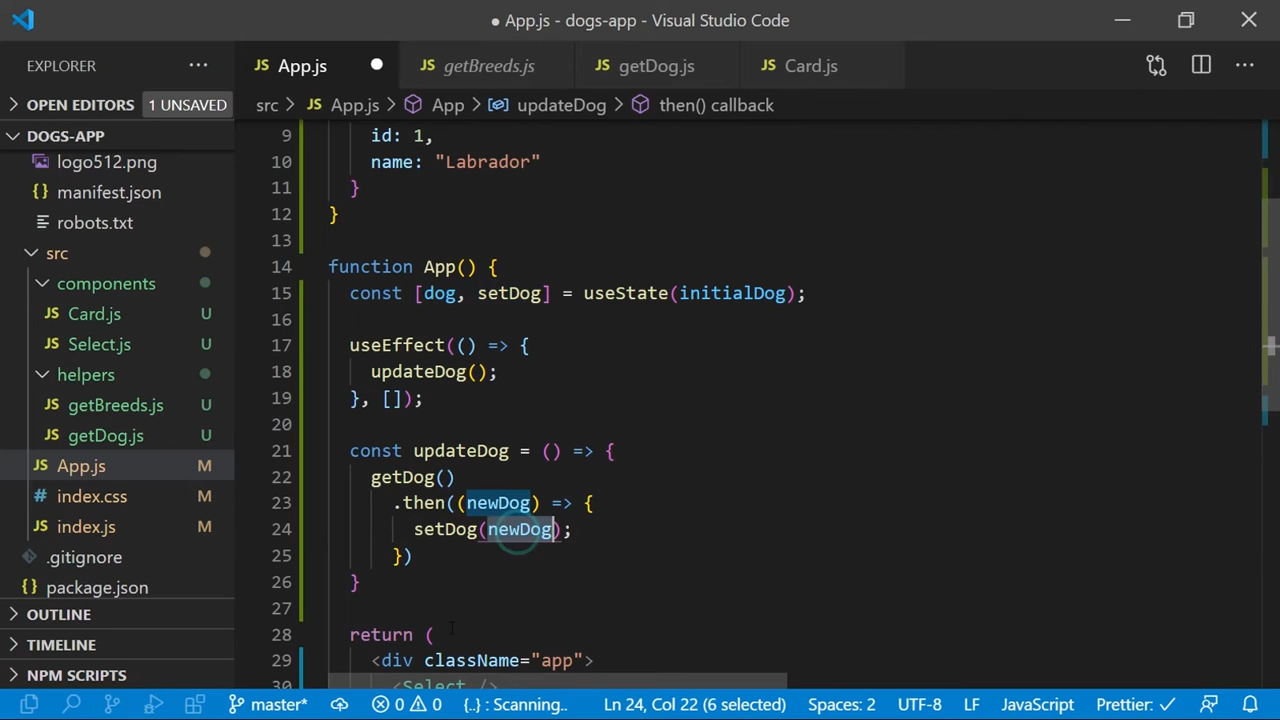 ● App.js - dogs-app - Visual Studio Code
EXPLORER ···
JS App.js ●
JS getBreeds.js
JS getDog.js
JS Card.js
···
OPEN EDITORS 1 UNSAVED
DOGS-APP
logo512.png
{} manifest.json
robots.txt
src
components
JS Card.js U
JS Select.js U
helpers
JS getBreeds.js U
JS getDog.js U
JS App.js M
# index.css M
JS index.js M
.gitignore
{} package.json
OUTLINE
TIMELINE
NPM SCRIPTS
src > JS App.js > App > updateDog > then() callback
9 id: 1,
10 name: "Labrador"
11 }
12 }
13
14 function App() {
15 const [dog, setDog] = useState(initialDog);
16
17 useEffect(() => {
18 updateDog();
19 }, []);
20
21 const updateDog = () => {
22 getDog()
23 .then((newDog) => {
24 setDog(newDog);
25 })
26 }
27
28 return (
29 <div className="app">
30 <Select />
master* 0 0 {..} : Scanning.. Ln 24, Col 22 (6 selected) Spaces: 2 UTF-8 LF JavaScript Prettier: ✓